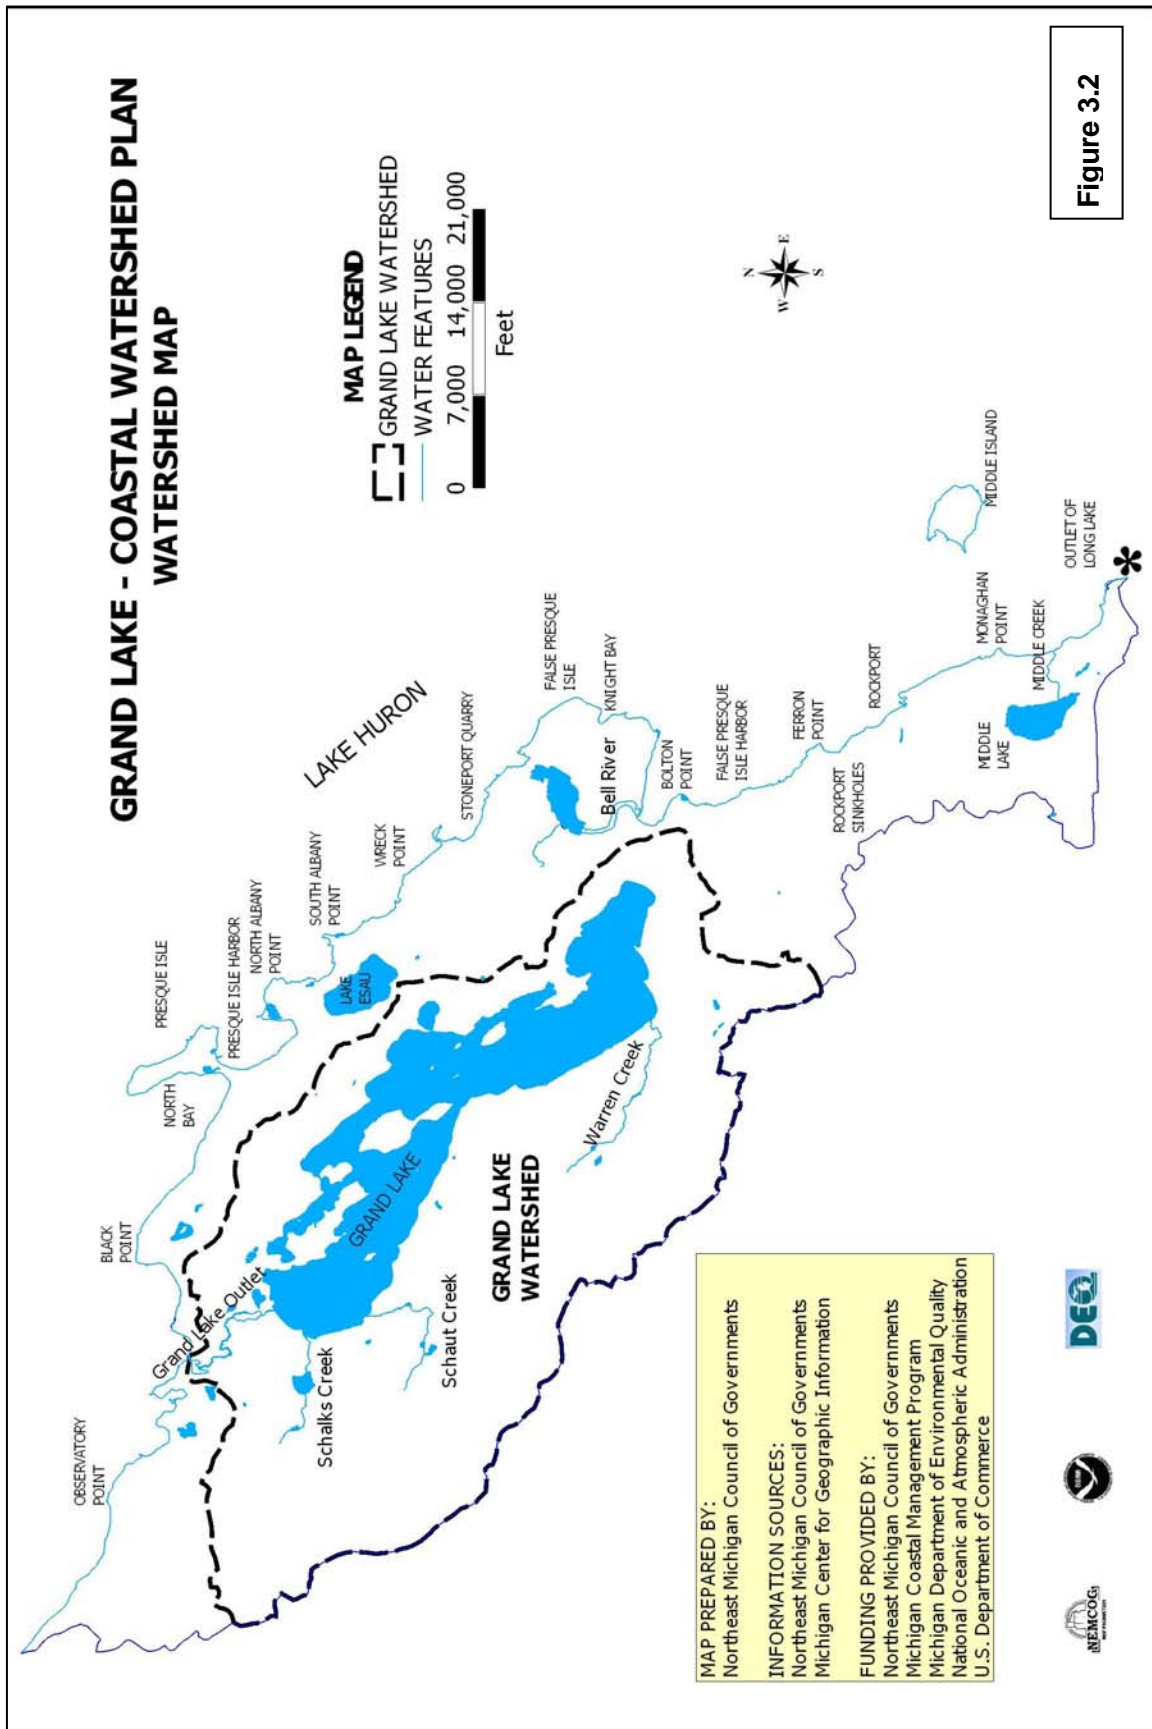 GRAND LAKE - COASTAL WATERSHED PLAN
WATERSHED MAP
MAP LEGEND
GRAND LAKE WATERSHED
WATER FEATURES
0 7,000 14,000 21,000
Feet
N
W E
S
LAKE HURON
OBSERVATORY
POINT
Grand Lake Outlet
BLACK
POINT
NORTH
BAY
PRESQUE ISLE
PRESQUE ISLE HARBOR
NORTH ALBANY
POINT
SOUTH ALBANY
POINT
LAKE
ESAU
WRECK
POINT
STONEPORT QUARRY
FALSE PRESQUE
ISLE
KNIGHT BAY
Bell River
BOLTON
POINT
FALSE PRESQUE
ISLE HARBOR
FERRON
POINT
ROCKPORT
SINKHOLES
ROCKPORT
MONAGHAN
POINT
MIDDLE ISLAND
MIDDLE
LAKE
MIDDLE CREEK
OUTLET OF
LONG LAKE
*
GRAND LAKE
Schalks Creek
Schaut Creek
GRAND LAKE
WATERSHED
Warren Creek
MAP PREPARED BY:
Northeast Michigan Council of Governments
INFORMATION SOURCES:
Northeast Michigan Council of Governments
Michigan Center for Geographic Information
FUNDING PROVIDED BY:
Northeast Michigan Council of Governments
Michigan Coastal Management Program
Michigan Department of Environmental Quality
National Oceanic and Atmospheric Administration
U.S. Department of Commerce
NEMCOG
DEQ
Figure 3.2